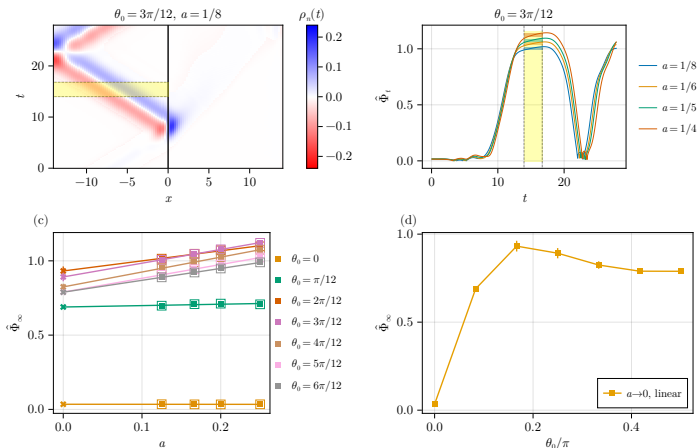 θ₀ = 3π/12, a = 1/8
ρₙ(t)
20
10
0
t
−10
−5
0
5
10
x
0.2
0.1
0.0
−0.1
−0.2
θ₀ = 3π/12
1.0
0.5
0.0
Φ̂ₜ
0
10
20
t
a = 1/8
a = 1/6
a = 1/5
a = 1/4
(c)
1.0
0.5
0.0
Φ̂∞
0.0
0.1
0.2
a
θ₀ = 0
θ₀ = π/12
θ₀ = 2π/12
θ₀ = 3π/12
θ₀ = 4π/12
θ₀ = 5π/12
θ₀ = 6π/12
(d)
1.0
0.5
0.0
Φ̂∞
0.0
0.2
0.4
θ₀/π
a→0, linear